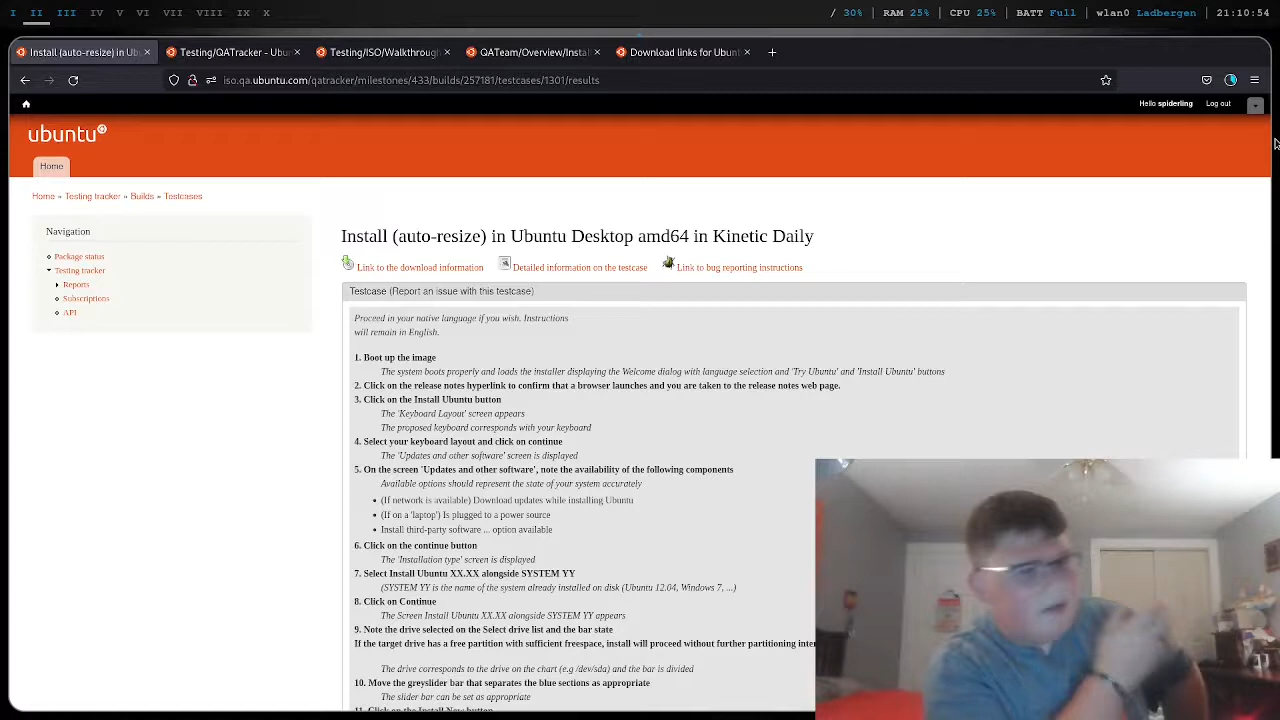 I II III IV V VI VII VIII IX X
/ 30% | RAM 25% | CPU 25% | BATT Full | wlan0 Ladbergen | 21:10:54
Install (auto-resize) in Ub
Testing/QATracker - Ubun
Testing/ISO/Walkthrough
QATeam/Overview/Install
Download links for Ubunt
iso.qa.ubuntu.com/qatracker/milestones/433/builds/257181/testcases/1301/results
Hello spiderling Log out
ubuntu
Home
Home » Testing tracker » Builds » Testcases
Navigation
Package status
Testing tracker
Reports
Subscriptions
API
Install (auto-resize) in Ubuntu Desktop amd64 in Kinetic Daily
Link to the download information Detailed information on the testcase Link to bug reporting instructions
Testcase (Report an issue with this testcase)
Proceed in your native language if you wish. Instructions
will remain in English.
1. Boot up the image
The system boots properly and loads the installer displaying the Welcome dialog with language selection and 'Try Ubuntu' and 'Install Ubuntu' buttons
2. Click on the release notes hyperlink to confirm that a browser launches and you are taken to the release notes web page.
3. Click on the Install Ubuntu button
The 'Keyboard Layout' screen appears
The proposed keyboard corresponds with your keyboard
4. Select your keyboard layout and click on continue
The 'Updates and other software' screen is displayed
5. On the screen 'Updates and other software', note the availability of the following components
Available options should represent the state of your system accurately
• (If network is available) Download updates while installing Ubuntu
• (If on a 'laptop') Is plugged to a power source
• Install third-party software ... option available
6. Click on the continue button
The 'Installation type' screen is displayed
7. Select Install Ubuntu XX.XX alongside SYSTEM YY
(SYSTEM YY is the name of the system already installed on disk (Ubuntu 12.04, Windows 7, ...)
8. Click on Continue
The Screen Install Ubuntu XX.XX alongside SYSTEM YY appears
9. Note the drive selected on the Select drive list and the bar state
If the target drive has a free partition with sufficient freespace, install will proceed without further partitioning inter
The drive corresponds to the drive on the chart (e.g /dev/sda) and the bar is divided
10. Move the greyslider bar that separates the blue sections as appropriate
The slider bar can be set as appropriate
11. Click on the Install Now button